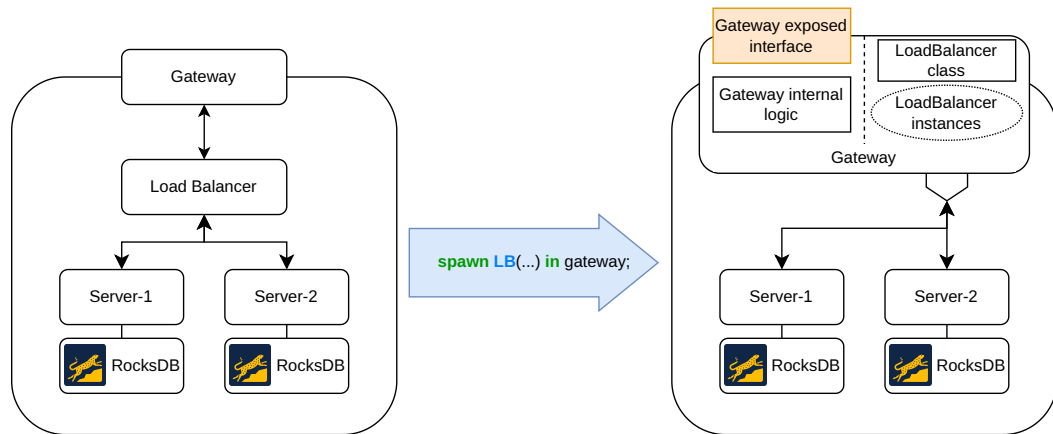 Gateway
Load Balancer
Server-1
Server-2
RocksDB
RocksDB
spawn LB(...) in gateway;
Gateway exposed
interface
LoadBalancer
class
Gateway internal
logic
LoadBalancer
instances
Gateway
Server-1
Server-2
RocksDB
RocksDB